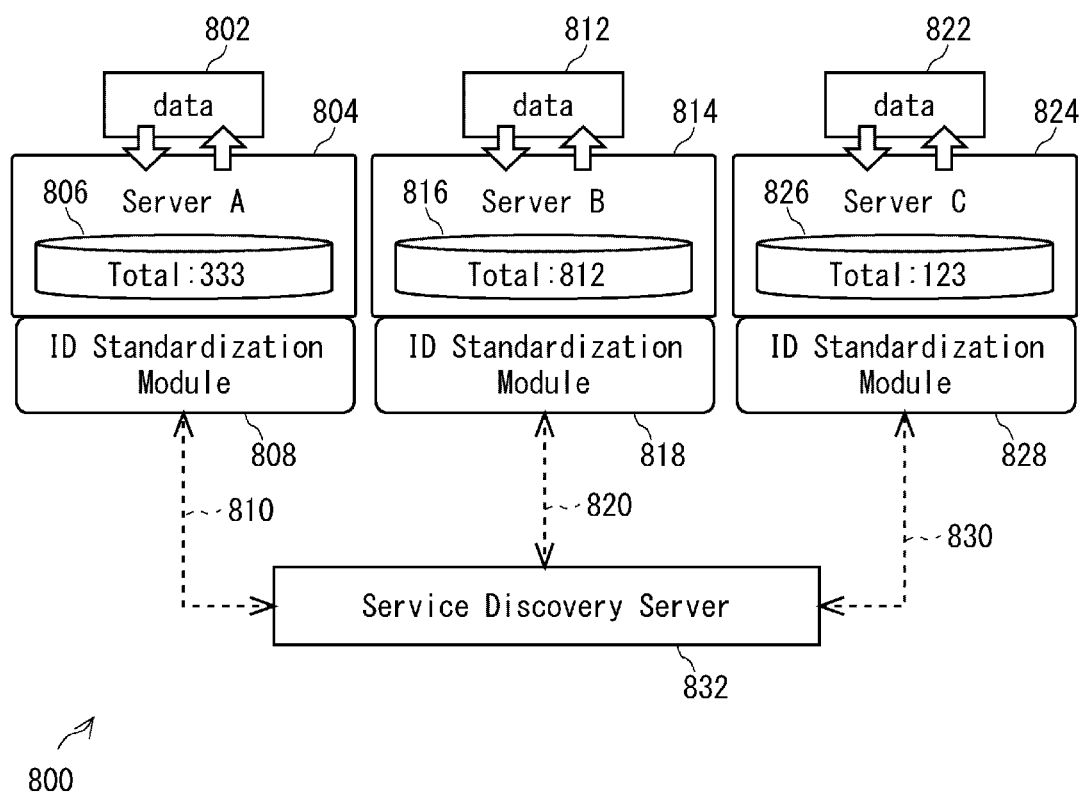 802
812
822
data
data
data
804
814
824
806
Server A
816
Server B
826
Server C
Total:333
Total:812
Total:123
ID Standardization
Module
ID Standardization
Module
ID Standardization
Module
808
818
828
810
820
830
Service Discovery Server
832
800